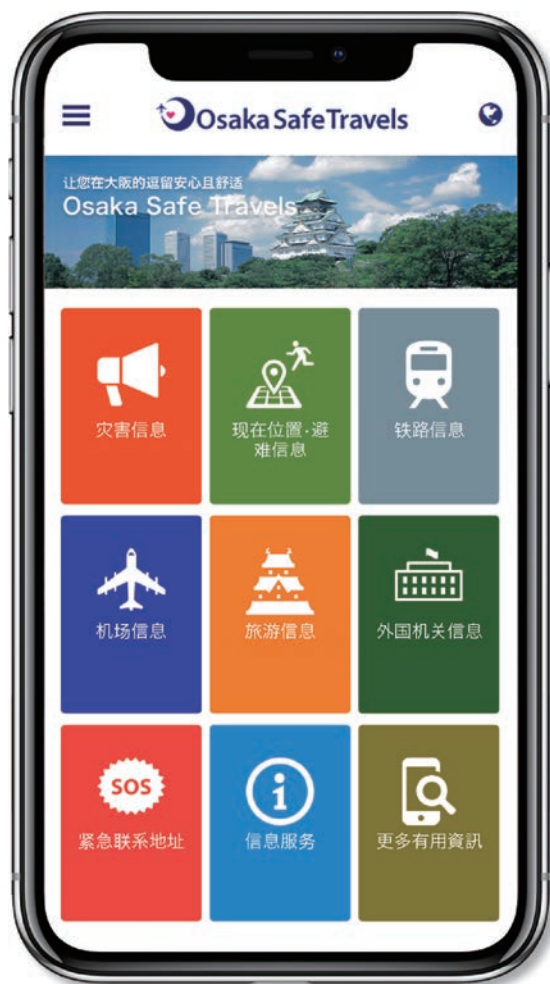 Osaka Safe Travels
让您在大阪的逗留安心且舒适
Osaka Safe Travels
灾害信息
现在位置·避
难信息
铁路信息
机场信息
旅游信息
外国机关信息
SOS
紧急联系地址
信息服务
更多有用資訊